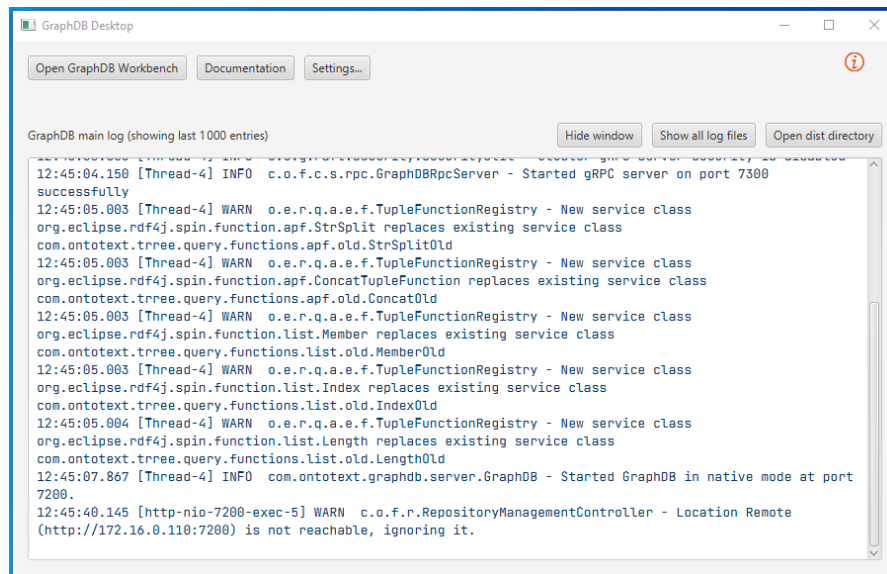 GraphDB Desktop
Open GraphDB Workbench Documentation Settings...
GraphDB main log (showing last 1000 entries) Hide window Show all log files Open dist directory
12:45:04.150 [Thread-4] INFO c.o.f.c.s.rpc.GraphDBRpcServer - Started gRPC server on port 7300
successfully
12:45:05.003 [Thread-4] WARN o.e.r.q.a.e.f.TupleFunctionRegistry - New service class
org.eclipse.rdf4j.spin.function.apf.StrSplit replaces existing service class
com.ontotext.trree.query.functions.apf.old.StrSplitOld
12:45:05.003 [Thread-4] WARN o.e.r.q.a.e.f.TupleFunctionRegistry - New service class
org.eclipse.rdf4j.spin.function.apf.ConcatTupleFunction replaces existing service class
com.ontotext.trree.query.functions.apf.old.ConcatOld
12:45:05.003 [Thread-4] WARN o.e.r.q.a.e.f.TupleFunctionRegistry - New service class
org.eclipse.rdf4j.spin.function.list.Member replaces existing service class
com.ontotext.trree.query.functions.list.old.MemberOld
12:45:05.003 [Thread-4] WARN o.e.r.q.a.e.f.TupleFunctionRegistry - New service class
org.eclipse.rdf4j.spin.function.list.Index replaces existing service class
com.ontotext.trree.query.functions.list.old.IndexOld
12:45:05.004 [Thread-4] WARN o.e.r.q.a.e.f.TupleFunctionRegistry - New service class
org.eclipse.rdf4j.spin.function.list.Length replaces existing service class
com.ontotext.trree.query.functions.list.old.LengthOld
12:45:07.867 [Thread-4] INFO com.ontotext.graphdb.server.GraphDB - Started GraphDB in native mode at port
7200.
12:45:40.145 [http-nio-7200-exec-5] WARN c.o.f.r.RepositoryManagementController - Location Remote
(http://172.16.0.110:7200) is not reachable, ignoring it.